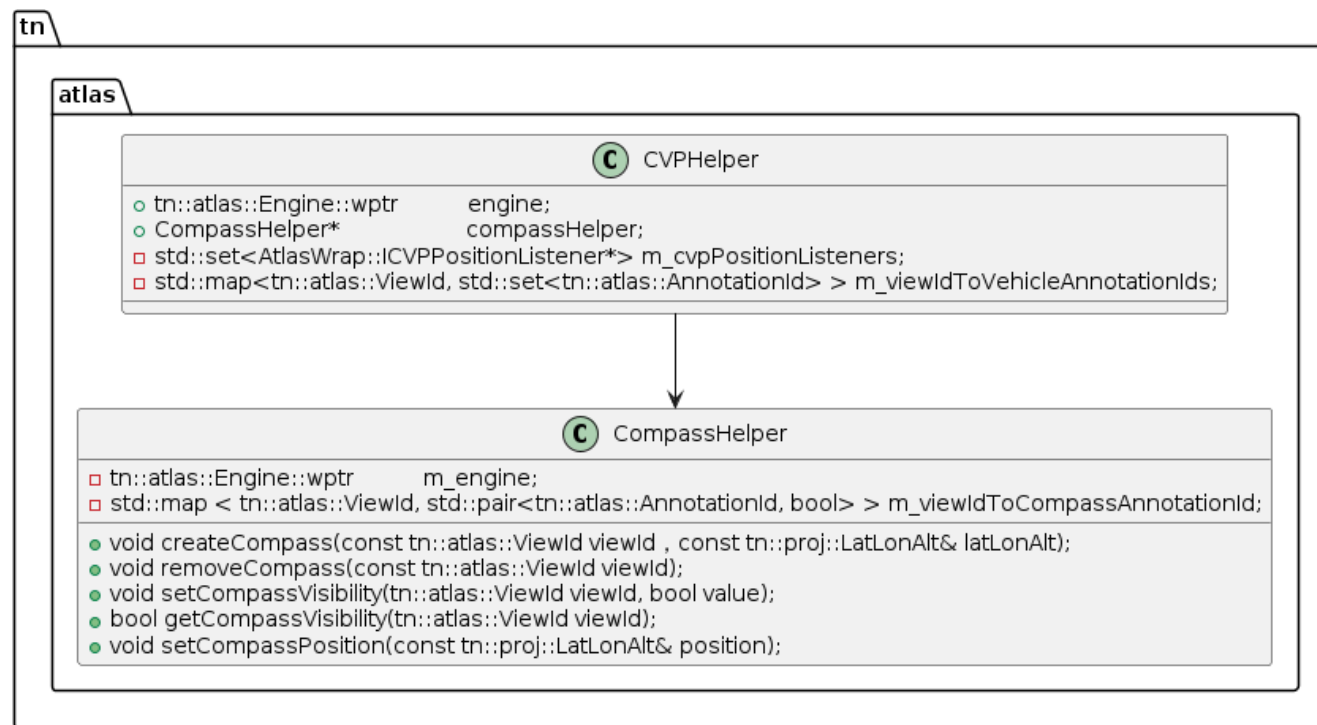 tn
atlas
C CVPHelper
tn::atlas::Engine::wptr engine;
CompassHelper* compassHelper;
std::set<AtlasWrap::ICVPPositionListener*> m_cvpPositionListeners;
std::map<tn::atlas::ViewId, std::set<tn::atlas::AnnotationId> > m_viewIdToVehicleAnnotationIds;
C CompassHelper
tn::atlas::Engine::wptr m_engine;
std::map < tn::atlas::ViewId, std::pair<tn::atlas::AnnotationId, bool> > m_viewIdToCompassAnnotationId;
void createCompass(const tn::atlas::ViewId viewId , const tn::proj::LatLonAlt& latLonAlt);
void removeCompass(const tn::atlas::ViewId viewId);
void setCompassVisibility(tn::atlas::ViewId viewId, bool value);
bool getCompassVisibility(tn::atlas::ViewId viewId);
void setCompassPosition(const tn::proj::LatLonAlt& position);